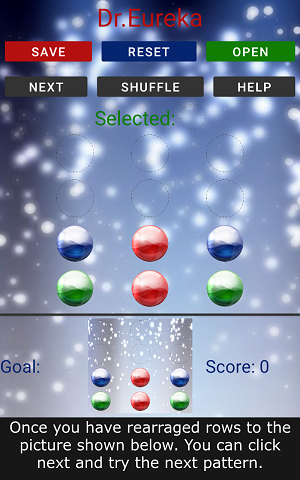 Dr.Eureka
SAVE RESET OPEN
NEXT SHUFFLE HELP
Selected:
Goal: Score: 0
Once you have rearraged rows to the
picture shown below. You can click
next and try the next pattern.